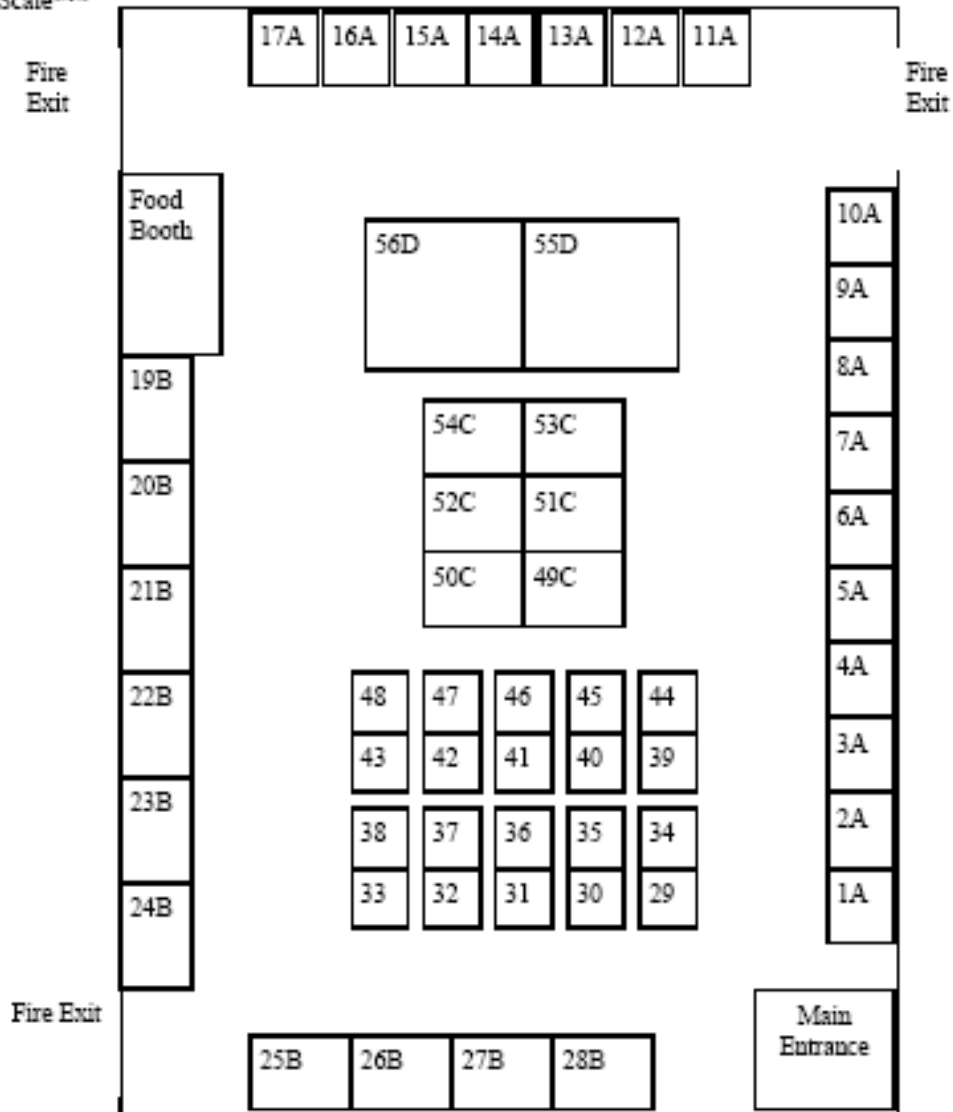 Scale
17A 16A 15A 14A 13A 12A 11A
Fire
Exit
Fire
Exit
Food
Booth
10A
56D 55D
9A
8A
19B
54C 53C
7A
20B
52C 51C
6A
50C 49C
21B
5A
4A
22B
48 47 46 45 44
3A
43 42 41 40 39
23B
2A
38 37 36 35 34
33 32 31 30 29
1A
24B
Fire Exit
Main
Entrance
25B 26B 27B 28B